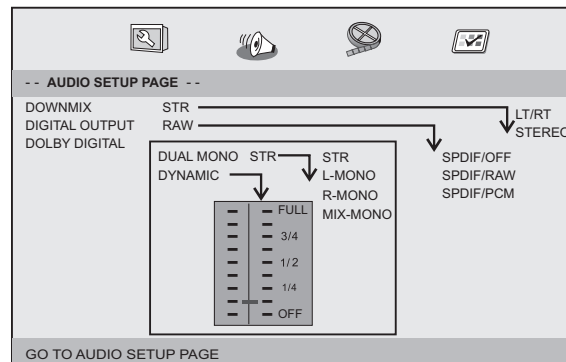 - - AUDIO SETUP PAGE - -
DOWNMIX STR
LT/RT
STEREO
DIGITAL OUTPUT RAW
SPDIF/OFF
SPDIF/RAW
SPDIF/PCM
DOLBY DIGITAL
DUAL MONO STR
STR
L-MONO
R-MONO
MIX-MONO
DYNAMIC
FULL
3/4
1/2
1/4
OFF
GO TO AUDIO SETUP PAGE